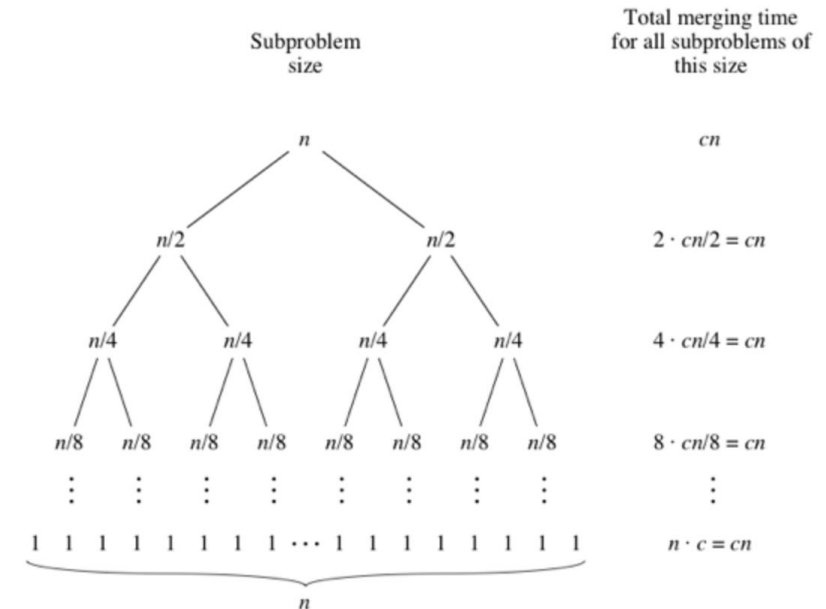 Subproblem
size
Total merging time
for all subproblems of
this size
n
cn
n/2 n/2
2 · cn/2 = cn
n/4 n/4 n/4 n/4
4 · cn/4 = cn
n/8 n/8 n/8 n/8 n/8 n/8 n/8 n/8
8 · cn/8 = cn
⋮ ⋮ ⋮ ⋮ ⋮ ⋮ ⋮ ⋮
⋮
1 1 1 1 1 1 1 1 ··· 1 1 1 1 1 1 1 1
n · c = cn
n